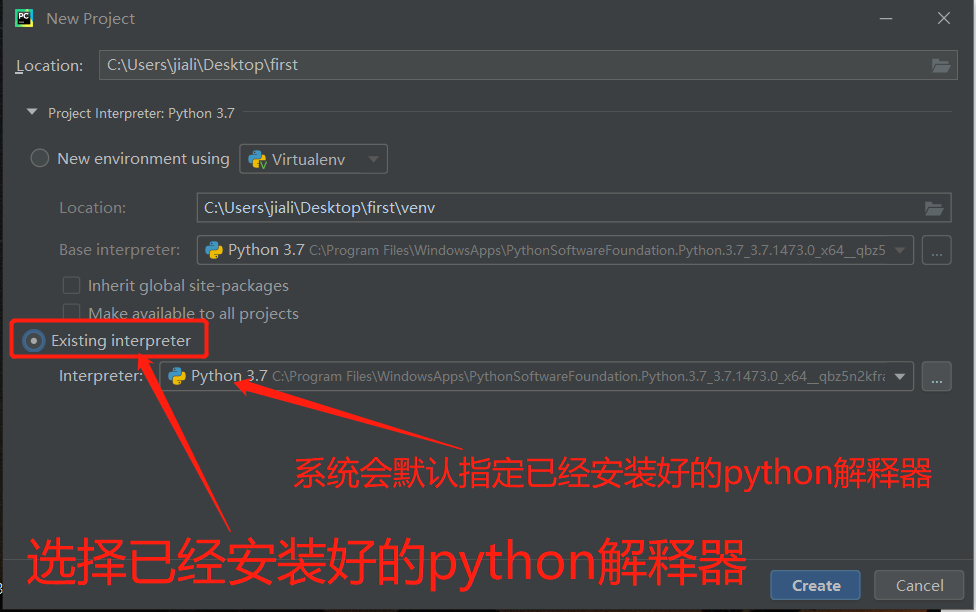 New Project
Location: C:\Users\jiali\Desktop\first
Project Interpreter: Python 3.7
New environment using Virtualenv
Location: C:\Users\jiali\Desktop\first\venv
Base interpreter: Python 3.7 C:\Program Files\WindowsApps\PythonSoftwareFoundation.Python.3.7_3.7.1473.0_x64__qbz5 ...
Inherit global site-packages
Make available to all projects
Existing interpreter
Interpreter: Python 3.7 C:\Program Files\WindowsApps\PythonSoftwareFoundation.Python.3.7_3.7.1473.0_x64__qbz5n2kfra ...
系统会默认指定已经安装好的python解释器
选择已经安装好的python解释器
Create Cancel